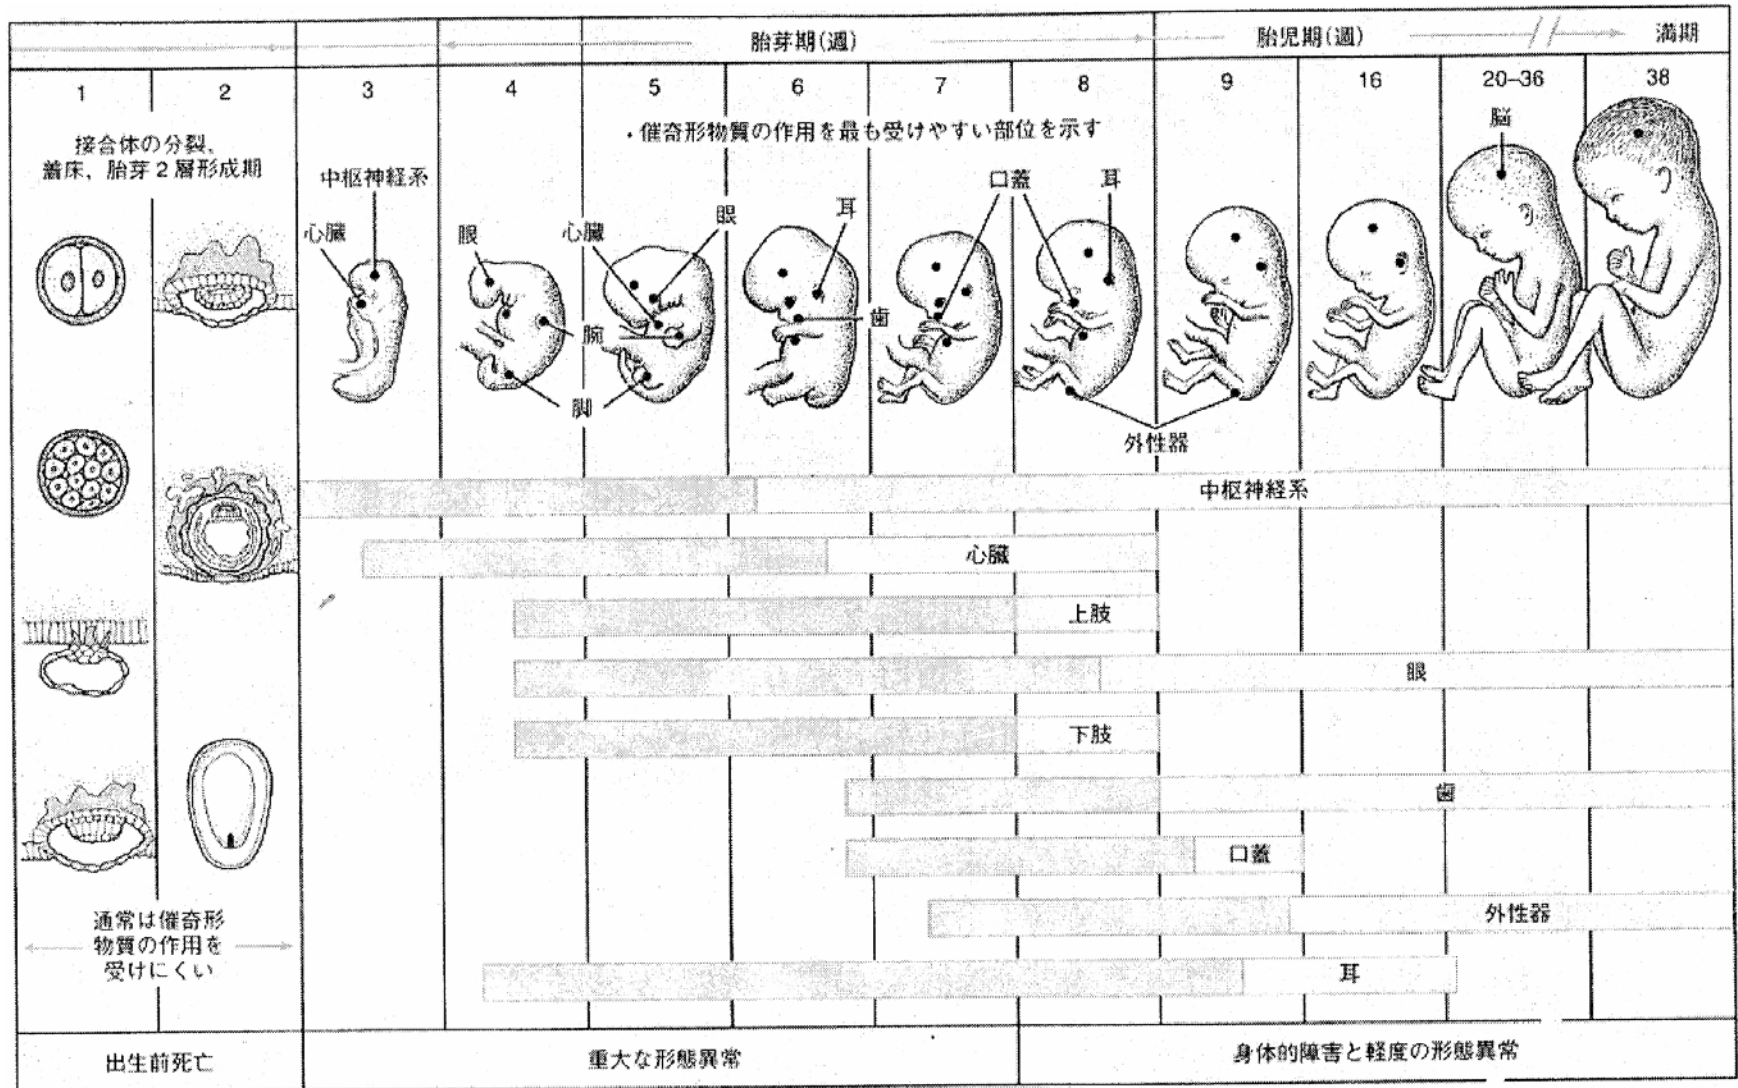 胎芽期(週)
胎児期(週)
満期
1
2
3
4
5
6
7
8
9
16
20–36
38
接合体の分裂,
着床、胎芽2層形成期
・催奇形物質の作用を最も受けやすい部位を示す
中枢神経系
心臓
眼
心臓
眼
耳
口蓋
耳
脳
腕
脚
歯
外性器
中枢神経系
心臓
上肢
眼
下肢
歯
口蓋
外性器
耳
通常は催奇形
物質の作用を
受けにくい
出生前死亡
重大な形態異常
身体的障害と軽度の形態異常